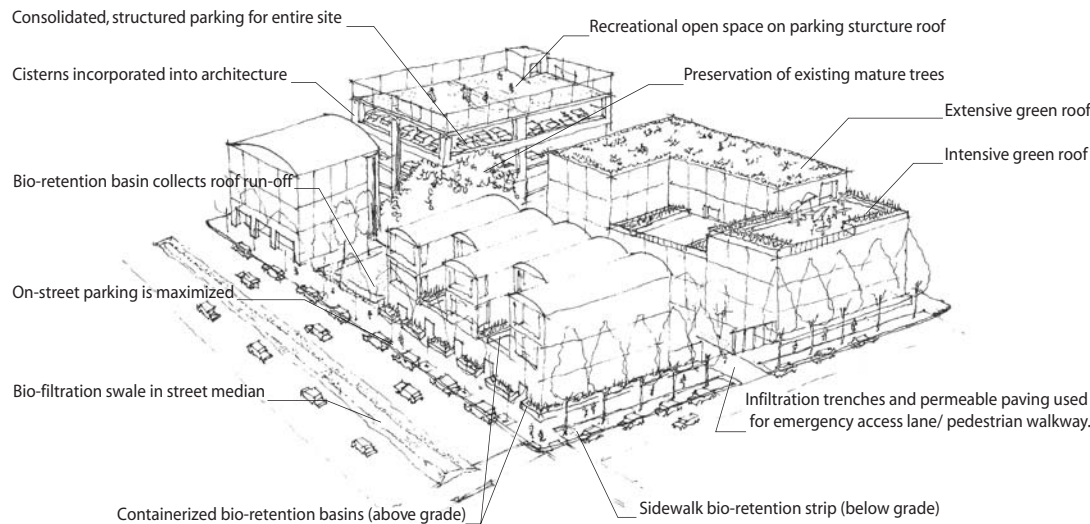 Consolidated, structured parking for entire site
Recreational open space on parking sturcture roof
Cisterns incorporated into architecture
Preservation of existing mature trees
Extensive green roof
Intensive green roof
Bio-retention basin collects roof run-off
On-street parking is maximized
Bio-filtration swale in street median
Infiltration trenches and permeable paving used
for emergency access lane/ pedestrian walkway.
Containerized bio-retention basins (above grade)
Sidewalk bio-retention strip (below grade)